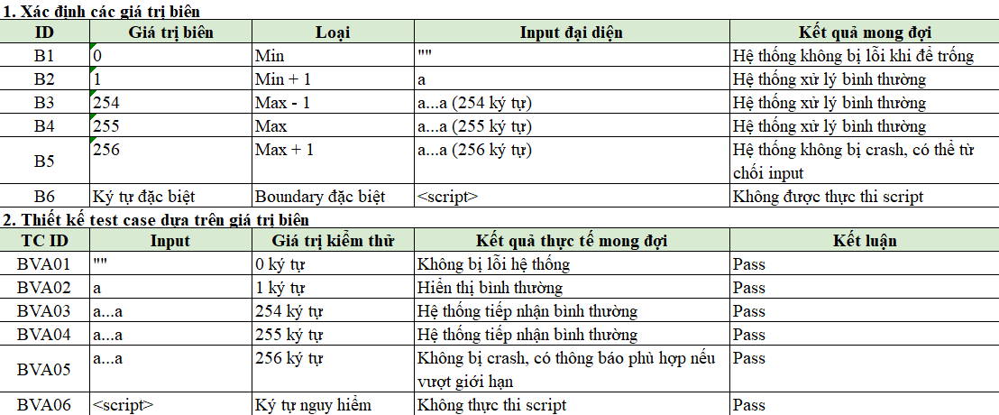 1. Xác định các giá trị biên
ID Giá trị biên Loại Input đại diện Kết quả mong đợi
B1 0 Min "" Hệ thống không bị lỗi khi để trống
B2 1 Min + 1 a Hệ thống xử lý bình thường
B3 254 Max - 1 a...a (254 ký tự) Hệ thống xử lý bình thường
B4 255 Max a...a (255 ký tự) Hệ thống xử lý bình thường
B5 256 Max + 1 a...a (256 ký tự) Hệ thống không bị crash, có thể từ
chối input
B6 Ký tự đặc biệt Boundary đặc biệt <script> Không được thực thi script
2. Thiết kế test case dựa trên giá trị biên
TC ID Input Giá trị kiểm thử Kết quả thực tế mong đợi Kết luận
BVA01 "" 0 ký tự Không bị lỗi hệ thống Pass
BVA02 a 1 ký tự Hiển thị bình thường Pass
BVA03 a...a 254 ký tự Hệ thống tiếp nhận bình thường Pass
BVA04 a...a 255 ký tự Hệ thống tiếp nhận bình thường Pass
BVA05 a...a 256 ký tự Không bị crash, có thông báo phù hợp nếu
vượt giới hạn Pass
BVA06 <script> Ký tự nguy hiểm Không thực thi script Pass